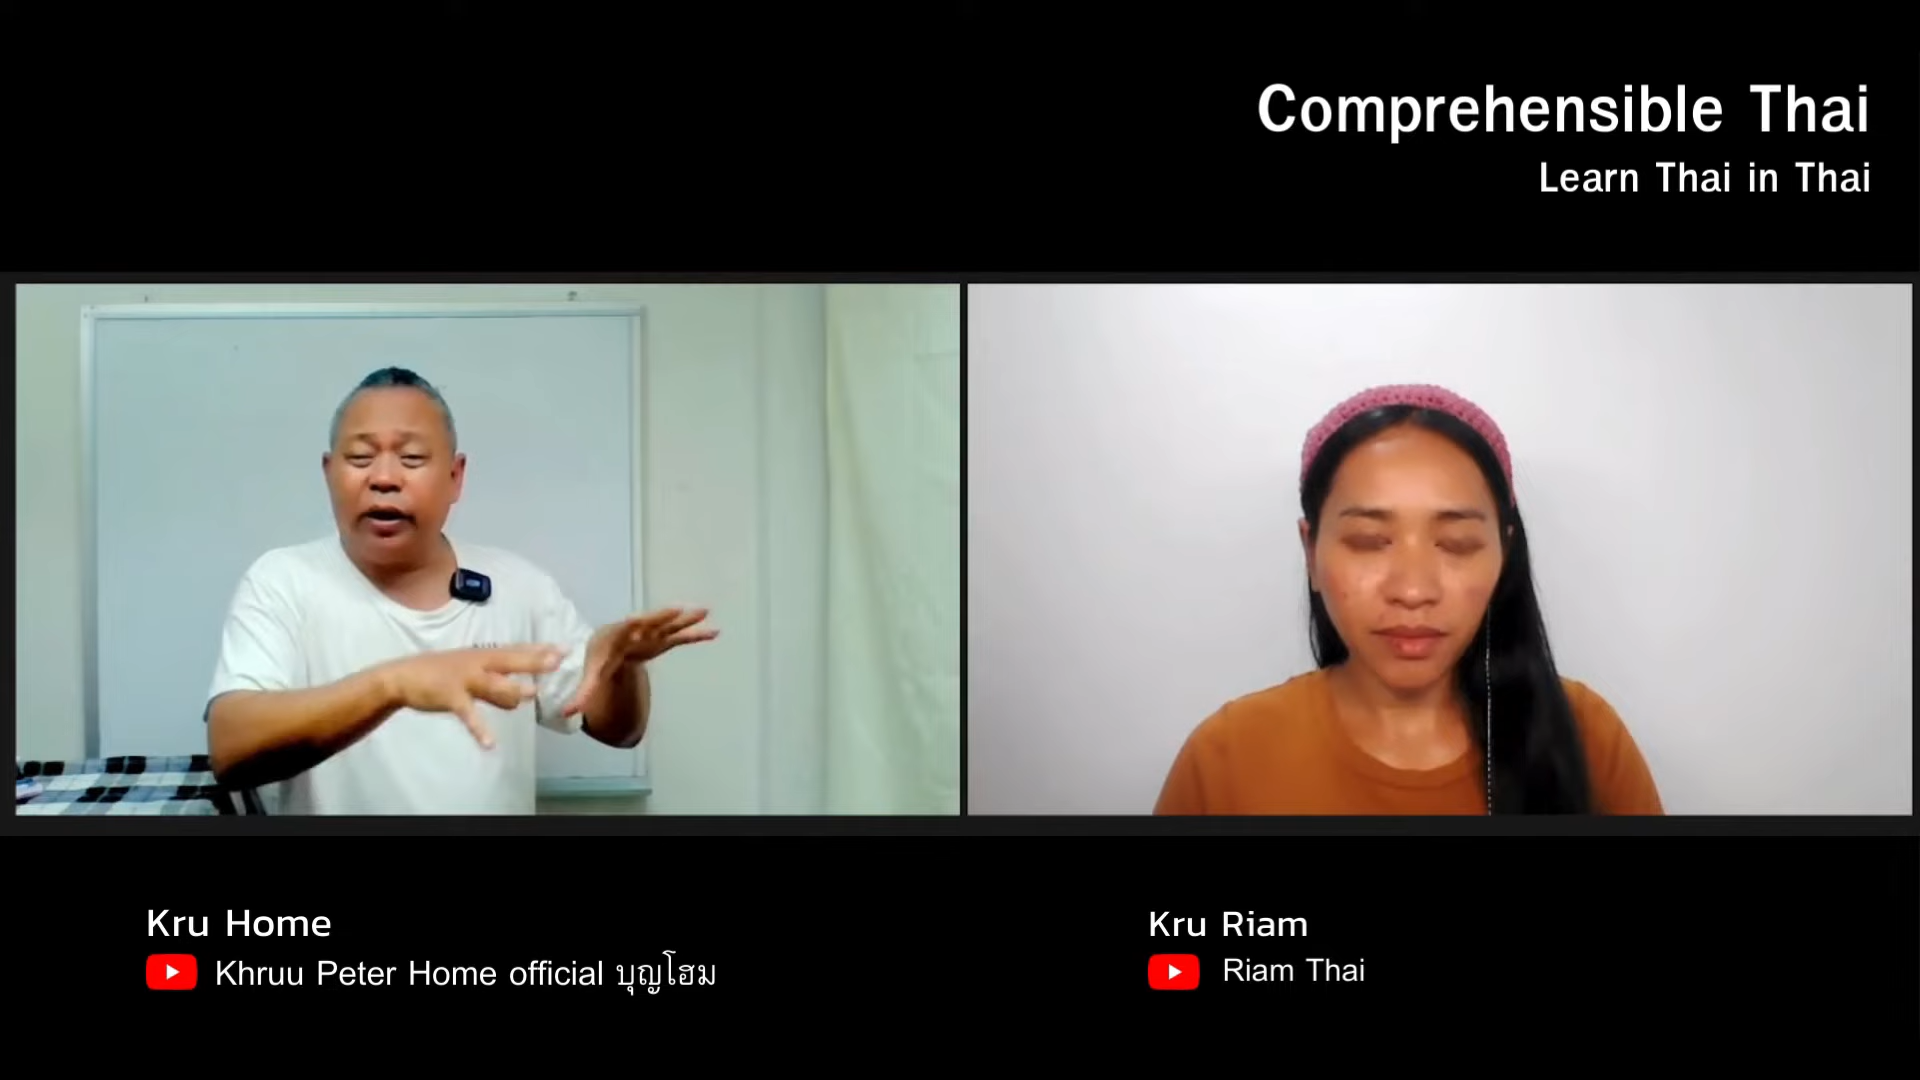 Comprehensible Thai
Learn Thai in Thai
Kru Home
Khruu Peter Home official บุญโฮม
Kru Riam
Riam Thai